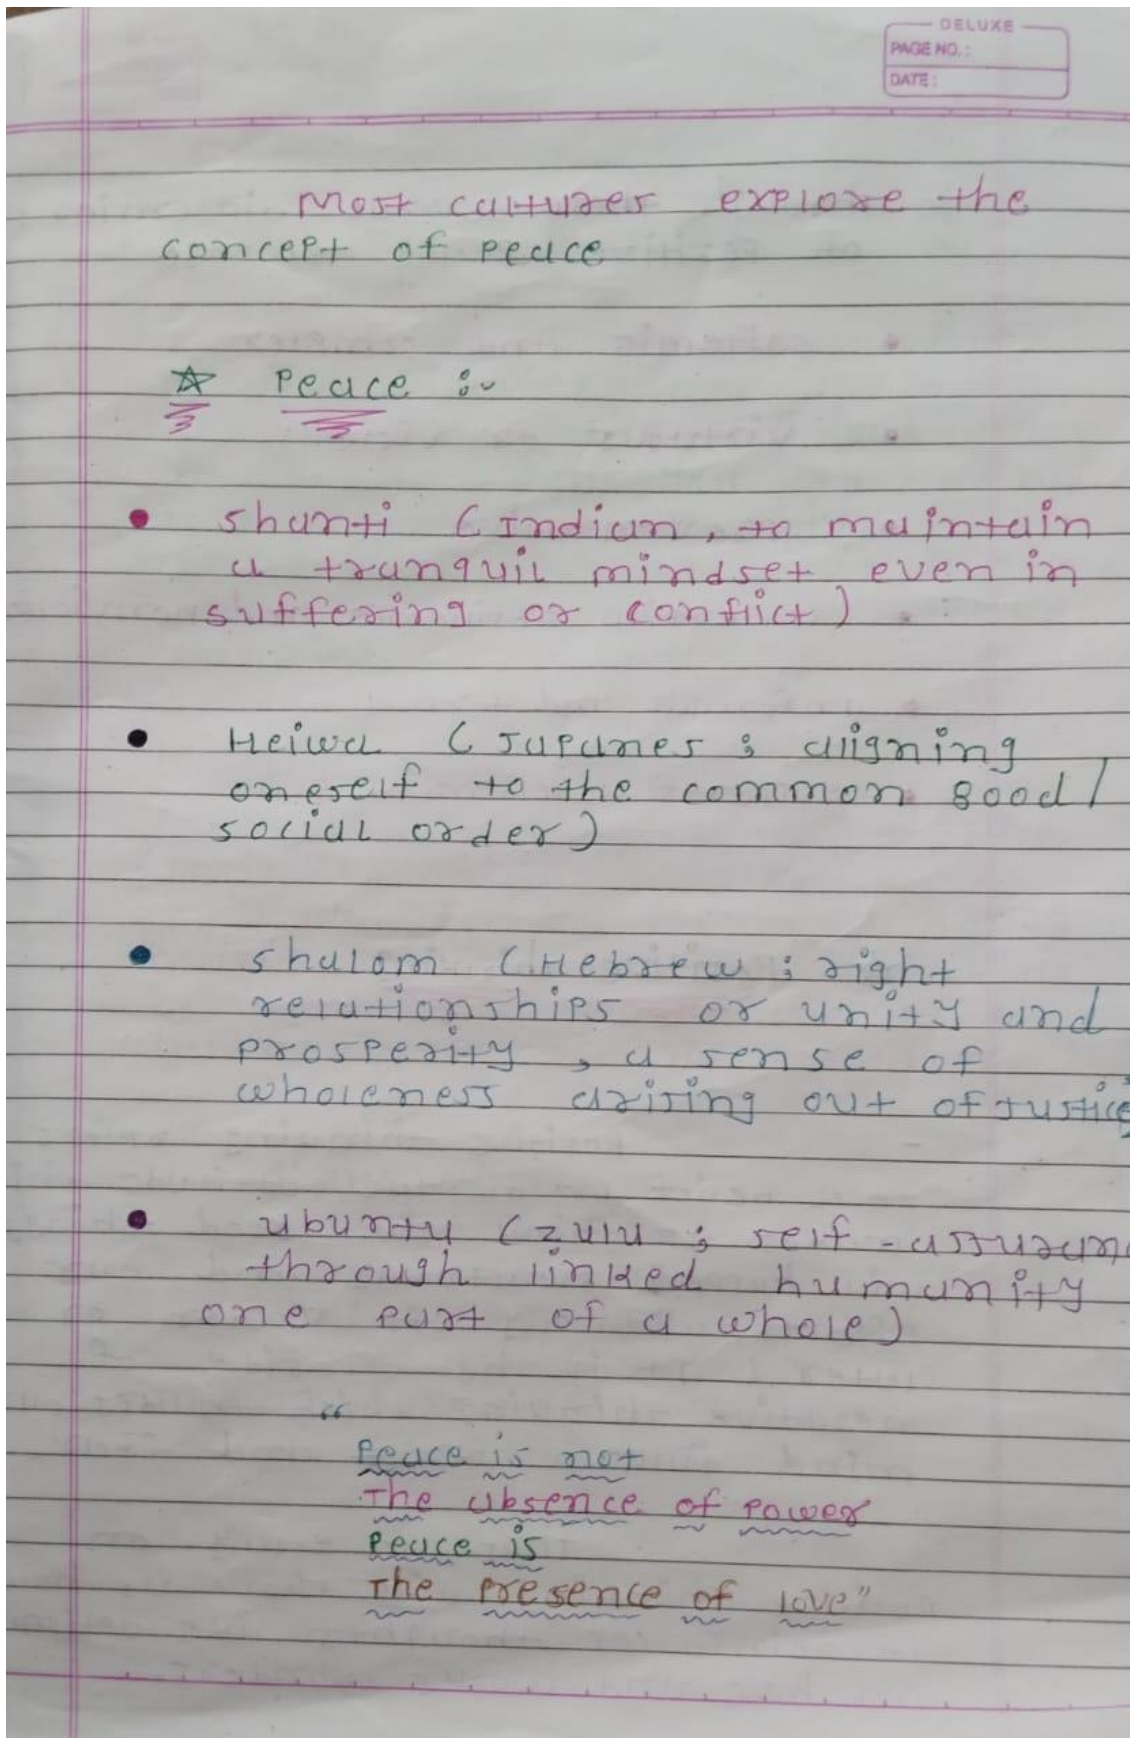 DELUXE
PAGE NO.:
DATE:
Most cultures explore the
concept of peace
☆ Peace :-
• Shanti (Indian, to maintain
a tranquil mindset even in
suffering or conflict)
• Heiwa (Japanes ; aligning
oneself to the common good/
social order)
• Shalom (Hebrew ; right
relationships or unity and
prosperity, a sense of
wholeness arising out of justice
• Ubuntu (Zulu ; self-assuran
through linked humanity
one part of a whole)
“
Peace is not
The absence of power
Peace is
The presence of love”